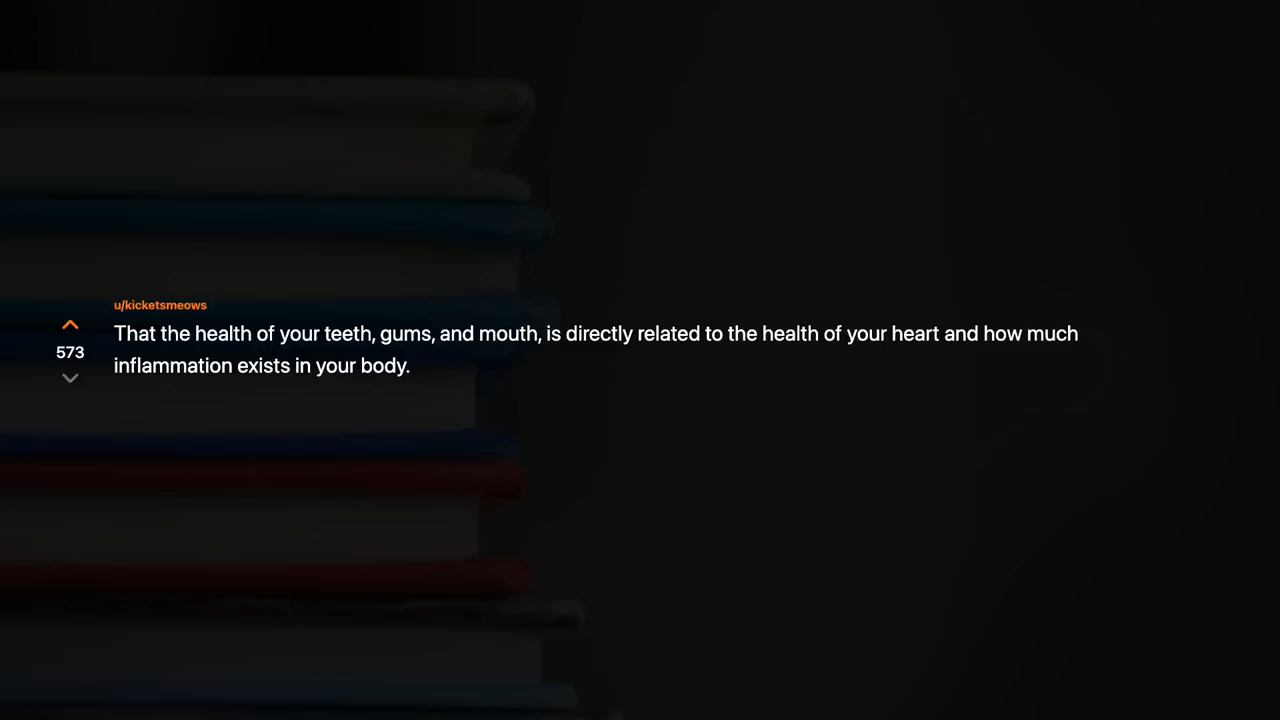 u/kicketsmeows
That the health of your teeth, gums, and mouth, is directly related to the health of your heart and how much
573
inflammation exists in your body.